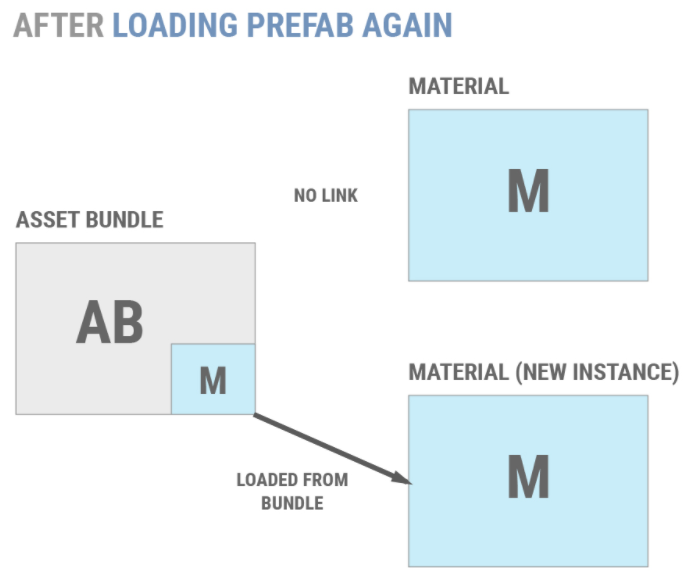 AFTER LOADING PREFAB AGAIN
MATERIAL
M
NO LINK
ASSET BUNDLE
AB
M
MATERIAL (NEW INSTANCE)
M
LOADED FROM
BUNDLE